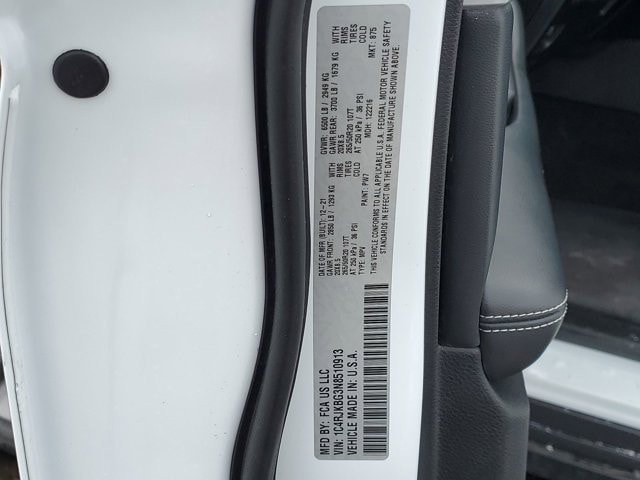 MFD BY: FCA US LLC
DATE OF MFR (BUILT): 12-21
GVWR: 6500 LB / 2949 KG
GAWR FRONT: 2850 LB / 1293 KG WITH
GAWR REAR: 3700 LB / 1679 KG WITH
20X8.5 RIMS
20X8.5 RIMS
265/50R20 107T TIRES
265/50R20 107T TIRES
AT 250 kPa / 36 PSI COLD
AT 250 kPa / 36 PSI COLD
VIN: 1C4RJKBG3N8510913
TYPE: MPV
PAINT: PW7
MDH: 122216
MKT: 875
VEHICLE MADE IN: U.S.A.
THIS VEHICLE CONFORMS TO ALL APPLICABLE U.S.A. FEDERAL MOTOR VEHICLE SAFETY
STANDARDS IN EFFECT ON THE DATE OF MANUFACTURE SHOWN ABOVE.